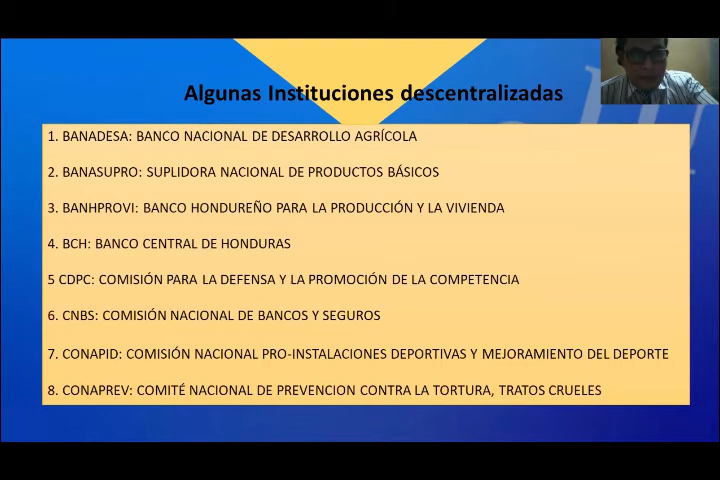 Algunas Instituciones descentralizadas
1. BANADESA: BANCO NACIONAL DE DESARROLLO AGRÍCOLA
2. BANASUPRO: SUPLIDORA NACIONAL DE PRODUCTOS BÁSICOS
3. BANHPROVI: BANCO HONDUREÑO PARA LA PRODUCCIÓN Y LA VIVIENDA
4. BCH: BANCO CENTRAL DE HONDURAS
5 CDPC: COMISIÓN PARA LA DEFENSA Y LA PROMOCIÓN DE LA COMPETENCIA
6. CNBS: COMISIÓN NACIONAL DE BANCOS Y SEGUROS
7. CONAPID: COMISIÓN NACIONAL PRO-INSTALACIONES DEPORTIVAS Y MEJORAMIENTO DEL DEPORTE
8. CONAPREV: COMITÉ NACIONAL DE PREVENCION CONTRA LA TORTURA, TRATOS CRUELES